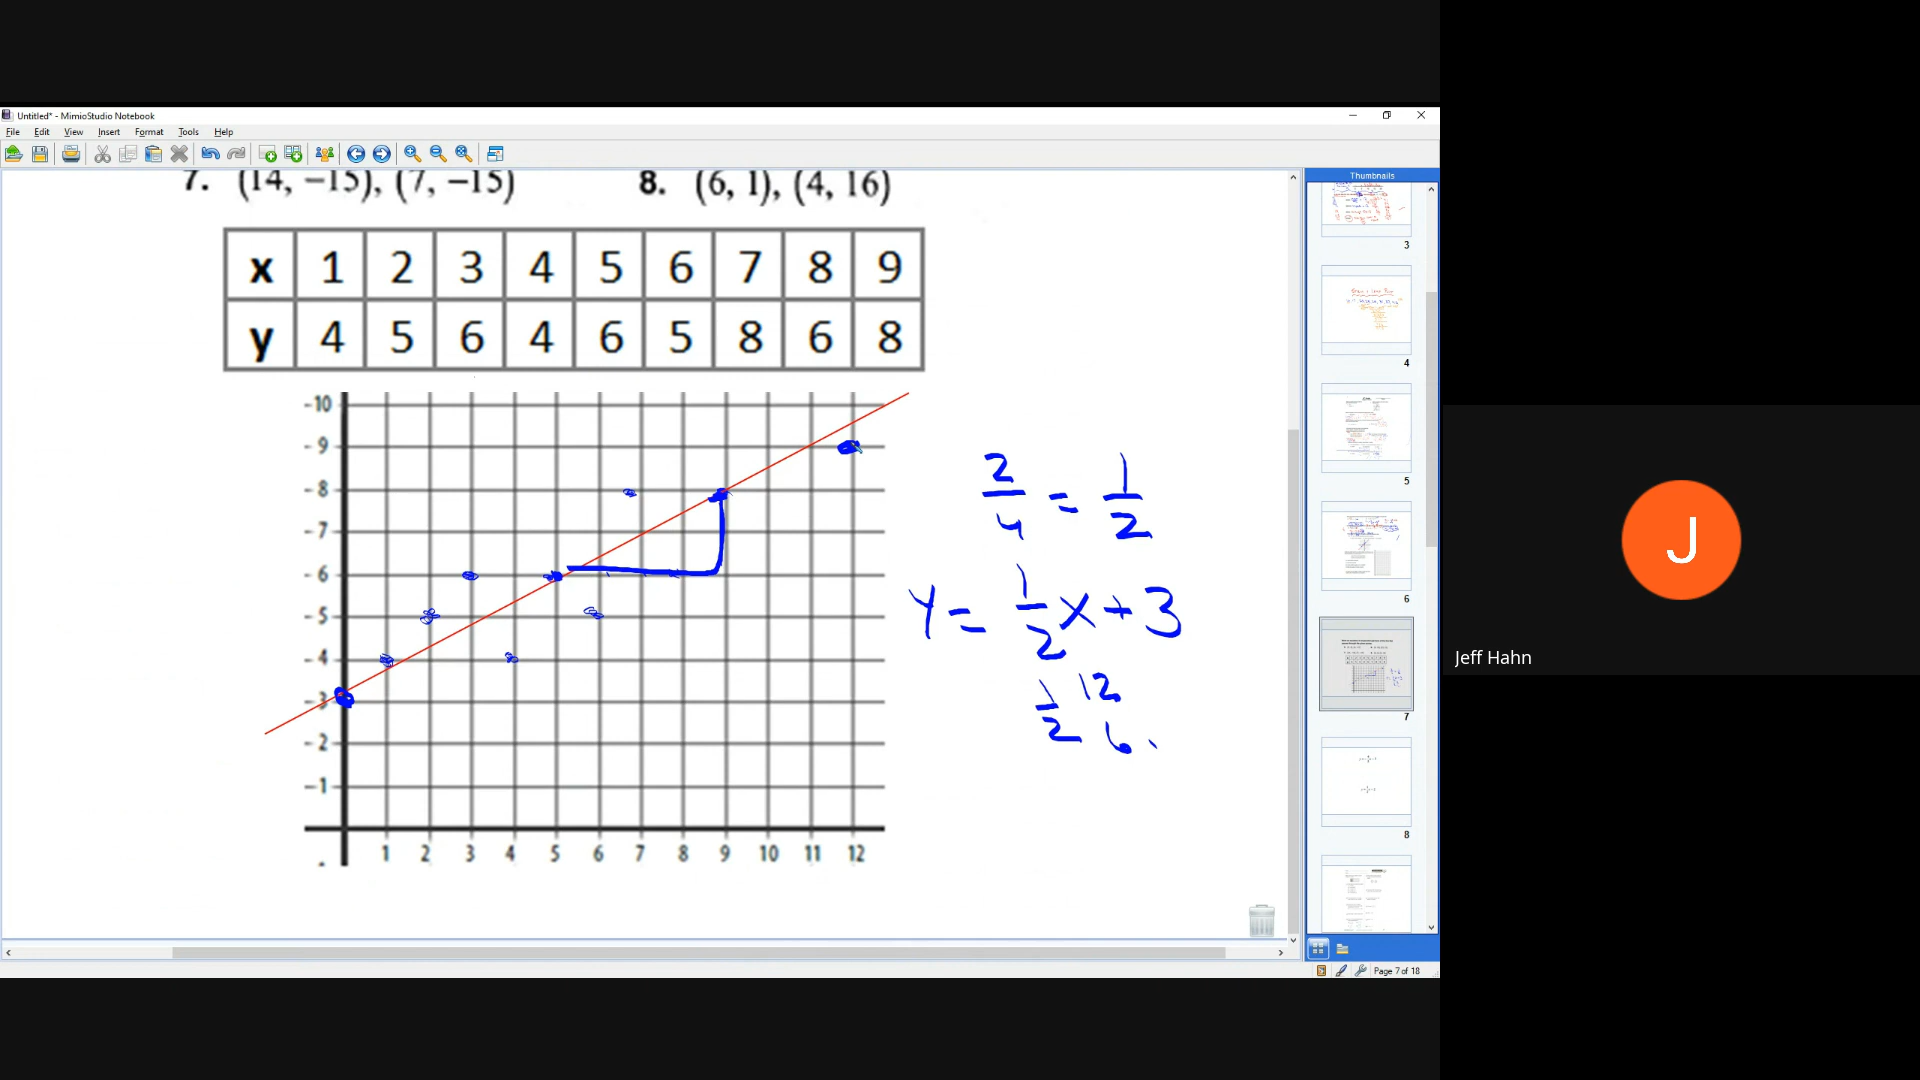 Untitled* - MimioStudio Notebook
File Edit View Insert Format Tools Help
7. (14, −15), (7, −15) 8. (6, 1), (4, 16)
x 1 2 3 4 5 6 7 8 9
y 4 5 6 4 6 5 8 6 8
-10
-9
-8
-7
-6
-5
-4
-3
-2
-1
1 2 3 4 5 6 7 8 9 10 11 12
2/4 = 1/2
y = 1/2 x + 3
1/2 12
6
Thumbnails
3
4
5
6
7
8
Page 7 of 18
J
Jeff Hahn